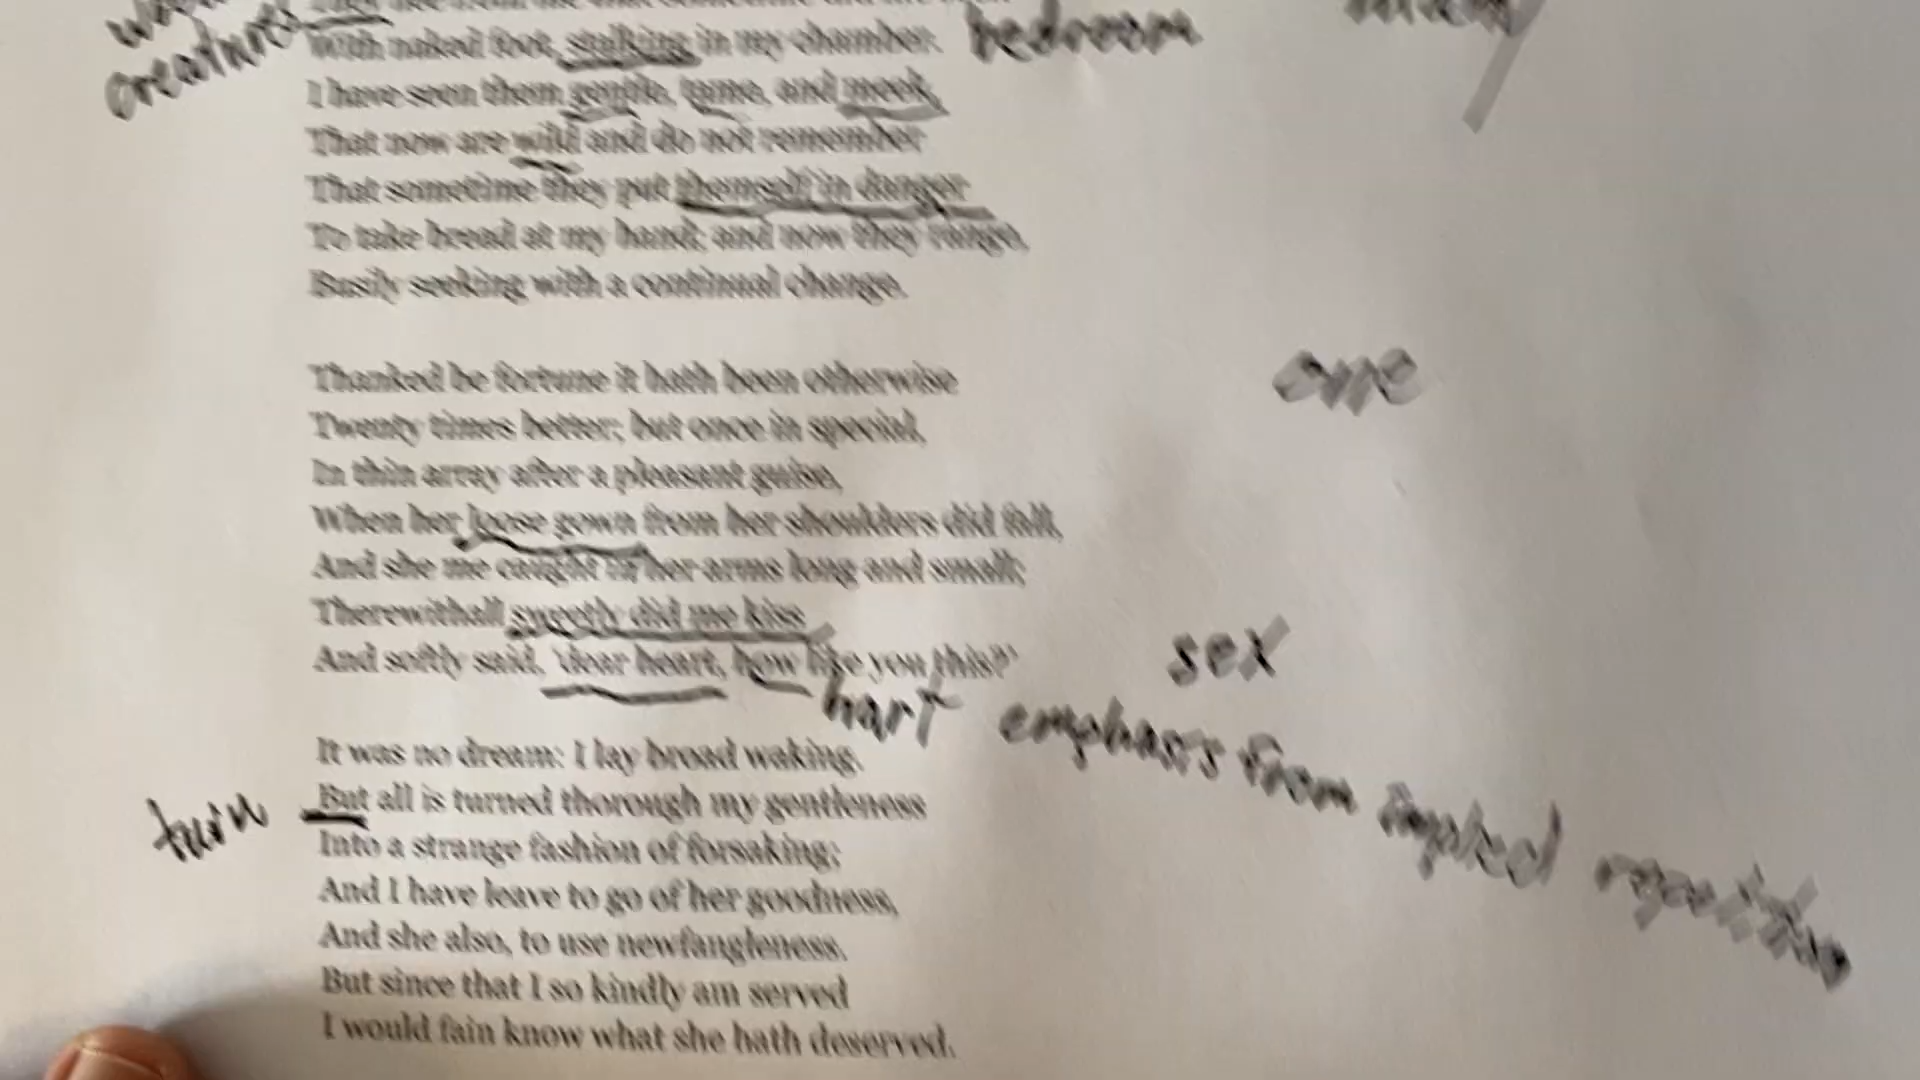 creatures
With naked foot, stalking in my chamber. bedroom
I have seen them gentle, tame, and meek,
That now are wild and do not remember
That sometime they put themself in danger
To take bread at my hand; and now they range,
Busily seeking with a continual change.
Thanked be fortune it hath been otherwise
one
Twenty times better; but once in special,
In thin array after a pleasant guise,
When her loose gown from her shoulders did fall,
And she me caught in her arms long and small;
Therewithall sweetly did me kiss
And softly said, 'dear heart, how like you this?'
sex
hart emphasis from implied repetition
It was no dream: I lay broad waking.
turn But all is turned thorough my gentleness
Into a strange fashion of forsaking;
And I have leave to go of her goodness,
And she also, to use newfangleness.
But since that I so kindly am served
I would fain know what she hath deserved.